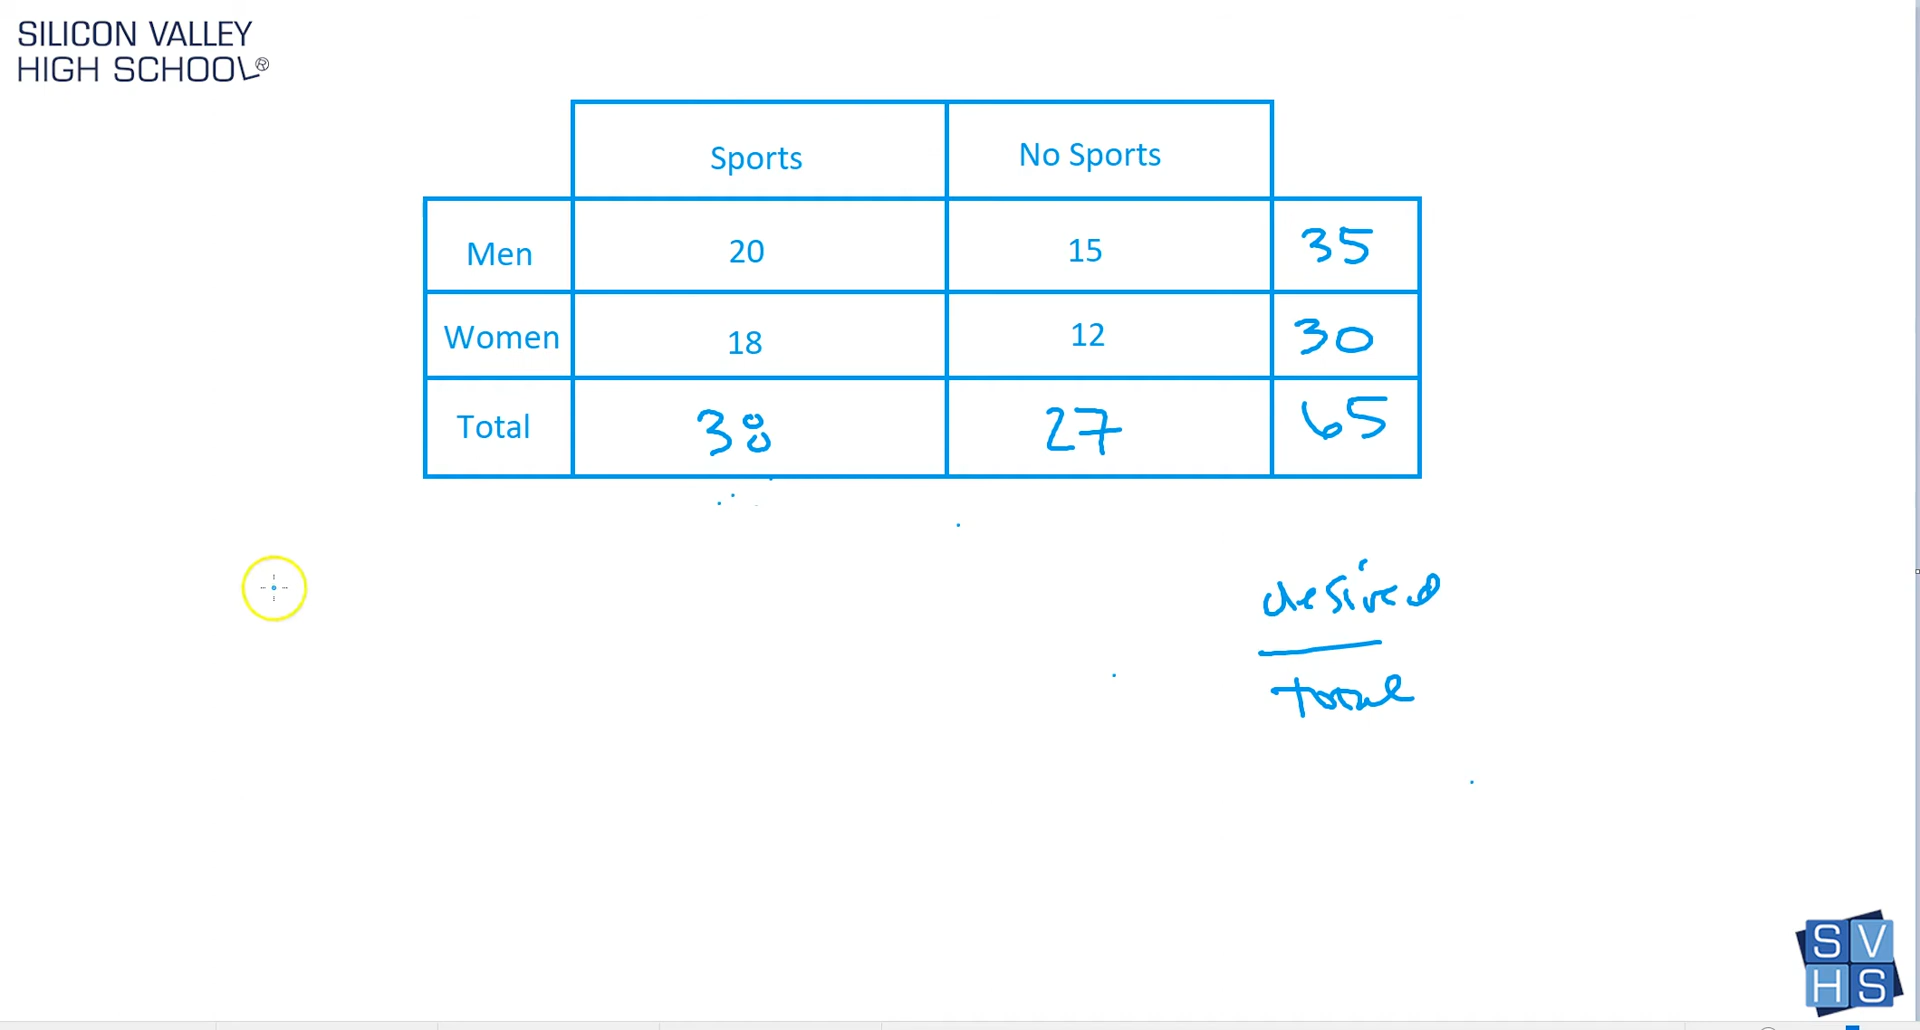 SILICON VALLEY
HIGH SCHOOL®
Sports No Sports
Men 20 15 35
Women 18 12 30
Total 38 27 65
desired
total
S V
H S